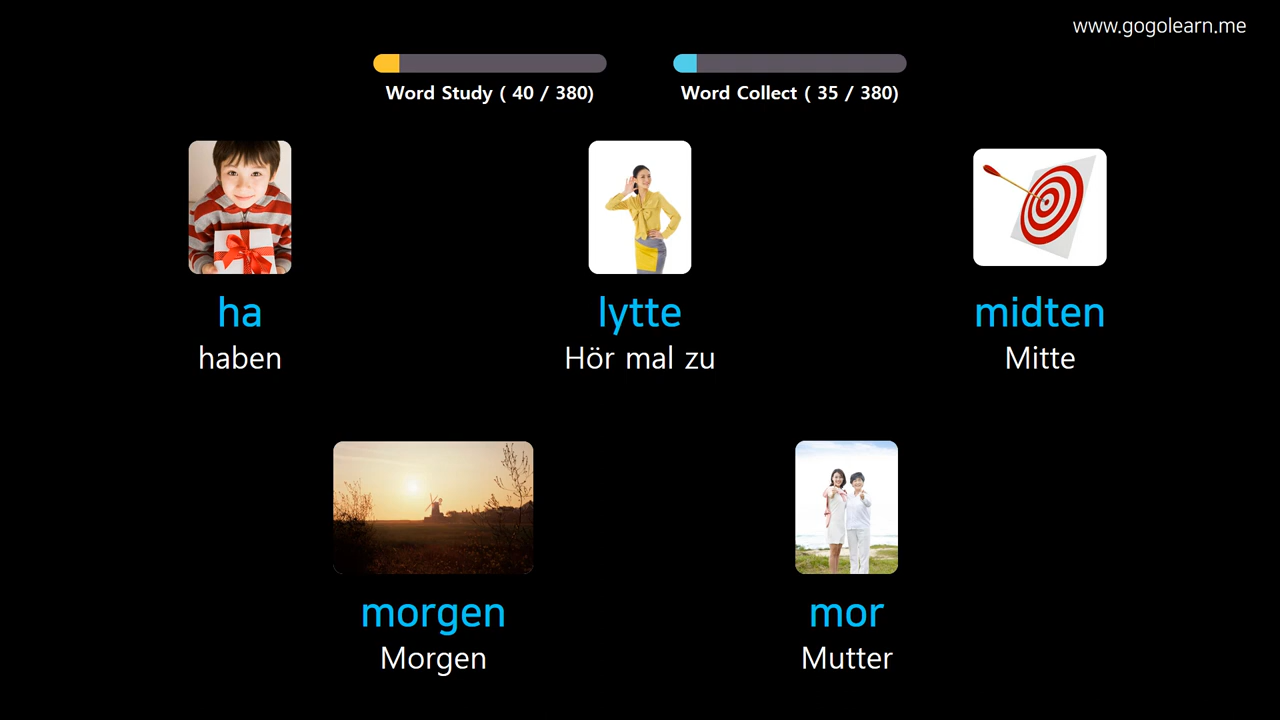 www.gogolearn.me
Word Study ( 40 / 380)
Word Collect ( 35 / 380)
ha
haben
lytte
Hör mal zu
midten
Mitte
morgen
Morgen
mor
Mutter